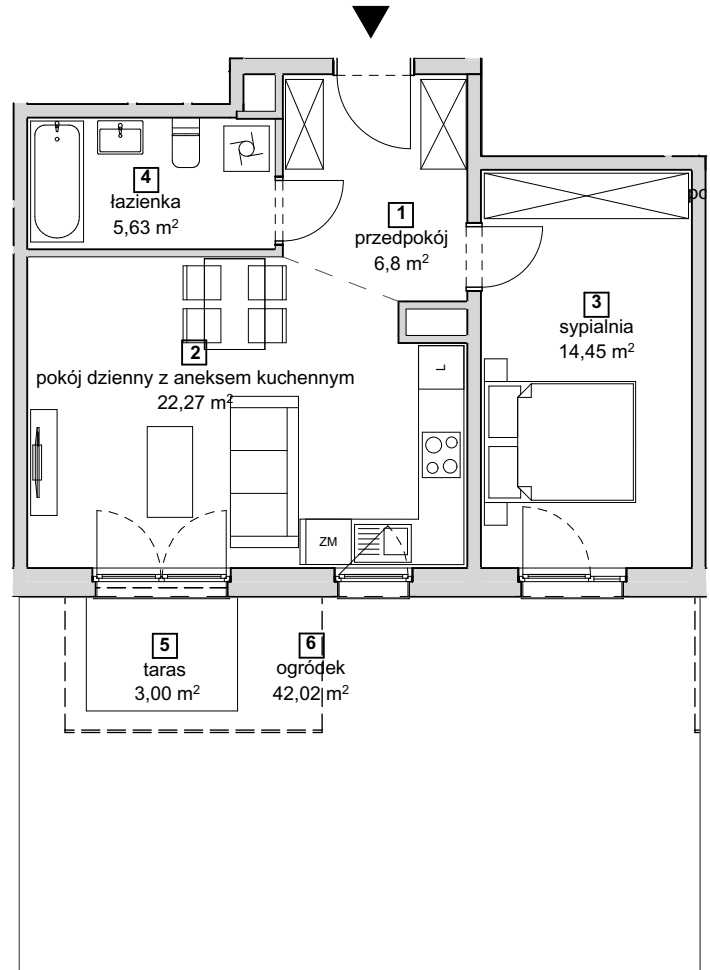 4
łazienka
5,63 m²
1
przedpokój
6,8 m²
po
3
sypialnia
14,45 m²
2
pokój dzienny z aneksem kuchennym
22,27 m²
L
ZM
5
taras
3,00 m²
6
ogródek
42,02 m²